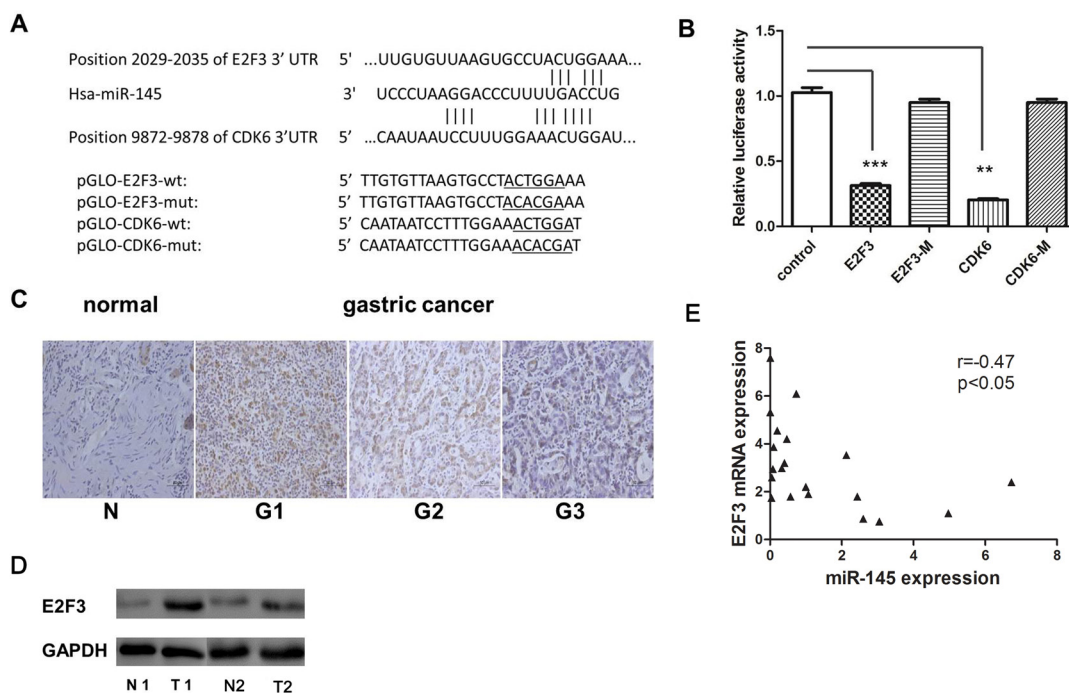 A
Position 2029-2035 of E2F3 3’ UTR 5' ...UUGUGUUAAGUGCCUACUGGAAA...
Hsa-miR-145 3' UCCCUAAGGACCCUUUUGACCUG
Position 9872-9878 of CDK6 3’UTR 5’ ...CAAUAAUCCUUUGGAAACUGGAU...
pGLO-E2F3-wt: 5’ TTGTGTTAAGTGCCTACTGGAAA
pGLO-E2F3-mut: 5’ TTGTGTTAAGTGCCTACACGAAA
pGLO-CDK6-wt: 5’ CAATAATCCTTTGGAAACTGGAT
pGLO-CDK6-mut: 5’ CAATAATCCTTTGGAAACACGAT
B
Relative luciferase activity
1.5
1.0
0.5
0.0
***
**
control
E2F3
E2F3-M
CDK6
CDK6-M
C
normal gastric cancer
N G1 G2 G3
D
E2F3
GAPDH
N 1 T 1 N2 T2
E
E2F3 mRNA expression
8
6
4
2
0
r=-0.47
p<0.05
0 2 4 6 8
miR-145 expression